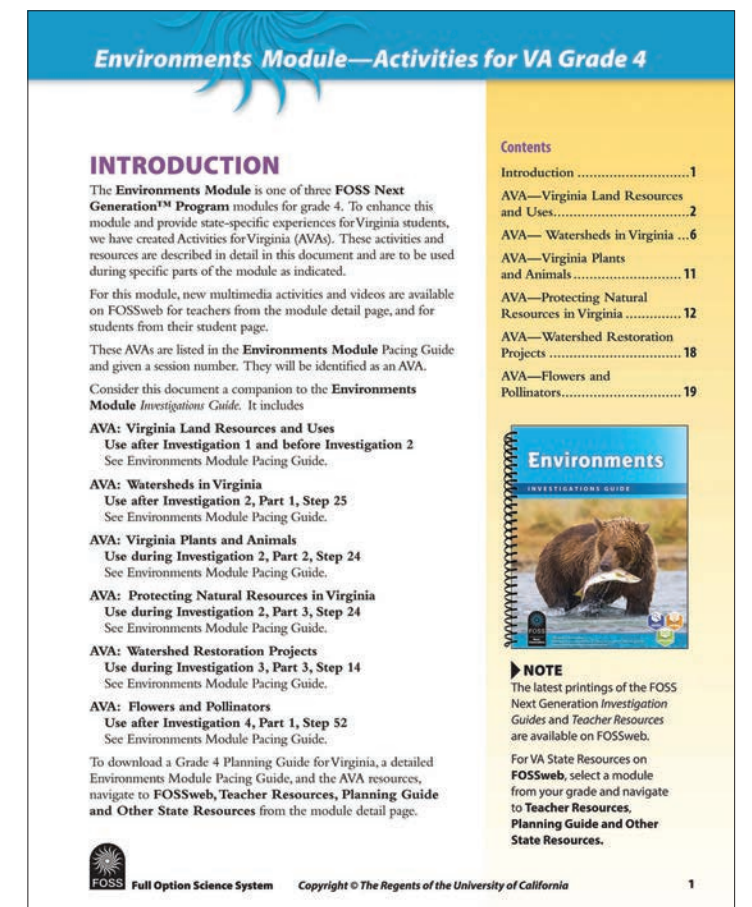 Environments Module—Activities for VA Grade 4
INTRODUCTION
The Environments Module is one of three FOSS Next
Generation™ Program modules for grade 4. To enhance this
module and provide state-specific experiences for Virginia students,
we have created Activities for Virginia (AVAs). These activities and
resources are described in detail in this document and are to be used
during specific parts of the module as indicated.
For this module, new multimedia activities and videos are available
on FOSSweb for teachers from the module detail page, and for
students from their student page.
These AVAs are listed in the Environments Module Pacing Guide
and given a session number. They will be identified as an AVA.
Consider this document a companion to the Environments
Module Investigations Guide. It includes
AVA: Virginia Land Resources and Uses
Use after Investigation 1 and before Investigation 2
See Environments Module Pacing Guide.
AVA: Watersheds in Virginia
Use after Investigation 2, Part 1, Step 25
See Environments Module Pacing Guide.
AVA: Virginia Plants and Animals
Use during Investigation 2, Part 2, Step 24
See Environments Module Pacing Guide.
AVA: Protecting Natural Resources in Virginia
Use during Investigation 2, Part 3, Step 24
See Environments Module Pacing Guide.
AVA: Watershed Restoration Projects
Use during Investigation 3, Part 3, Step 14
See Environments Module Pacing Guide.
AVA: Flowers and Pollinators
Use after Investigation 4, Part 1, Step 52
See Environments Module Pacing Guide.
To download a Grade 4 Planning Guide for Virginia, a detailed
Environments Module Pacing Guide, and the AVA resources,
navigate to FOSSweb, Teacher Resources, Planning Guide
and Other State Resources from the module detail page.
Contents
Introduction ............................1
AVA—Virginia Land Resources
and Uses..................................2
AVA— Watersheds in Virginia ...6
AVA—Virginia Plants
and Animals ........................... 11
AVA—Protecting Natural
Resources in Virginia .............. 12
AVA—Watershed Restoration
Projects ................................. 18
AVA—Flowers and
Pollinators.............................. 19
Environments
INVESTIGATIONS GUIDE
FOSS
NOTE
The latest printings of the FOSS
Next Generation Investigation
Guides and Teacher Resources
are available on FOSSweb.
For VA State Resources on
FOSSweb, select a module
from your grade and navigate
to Teacher Resources,
Planning Guide and Other
State Resources.
FOSS Full Option Science System Copyright © The Regents of the University of California 1